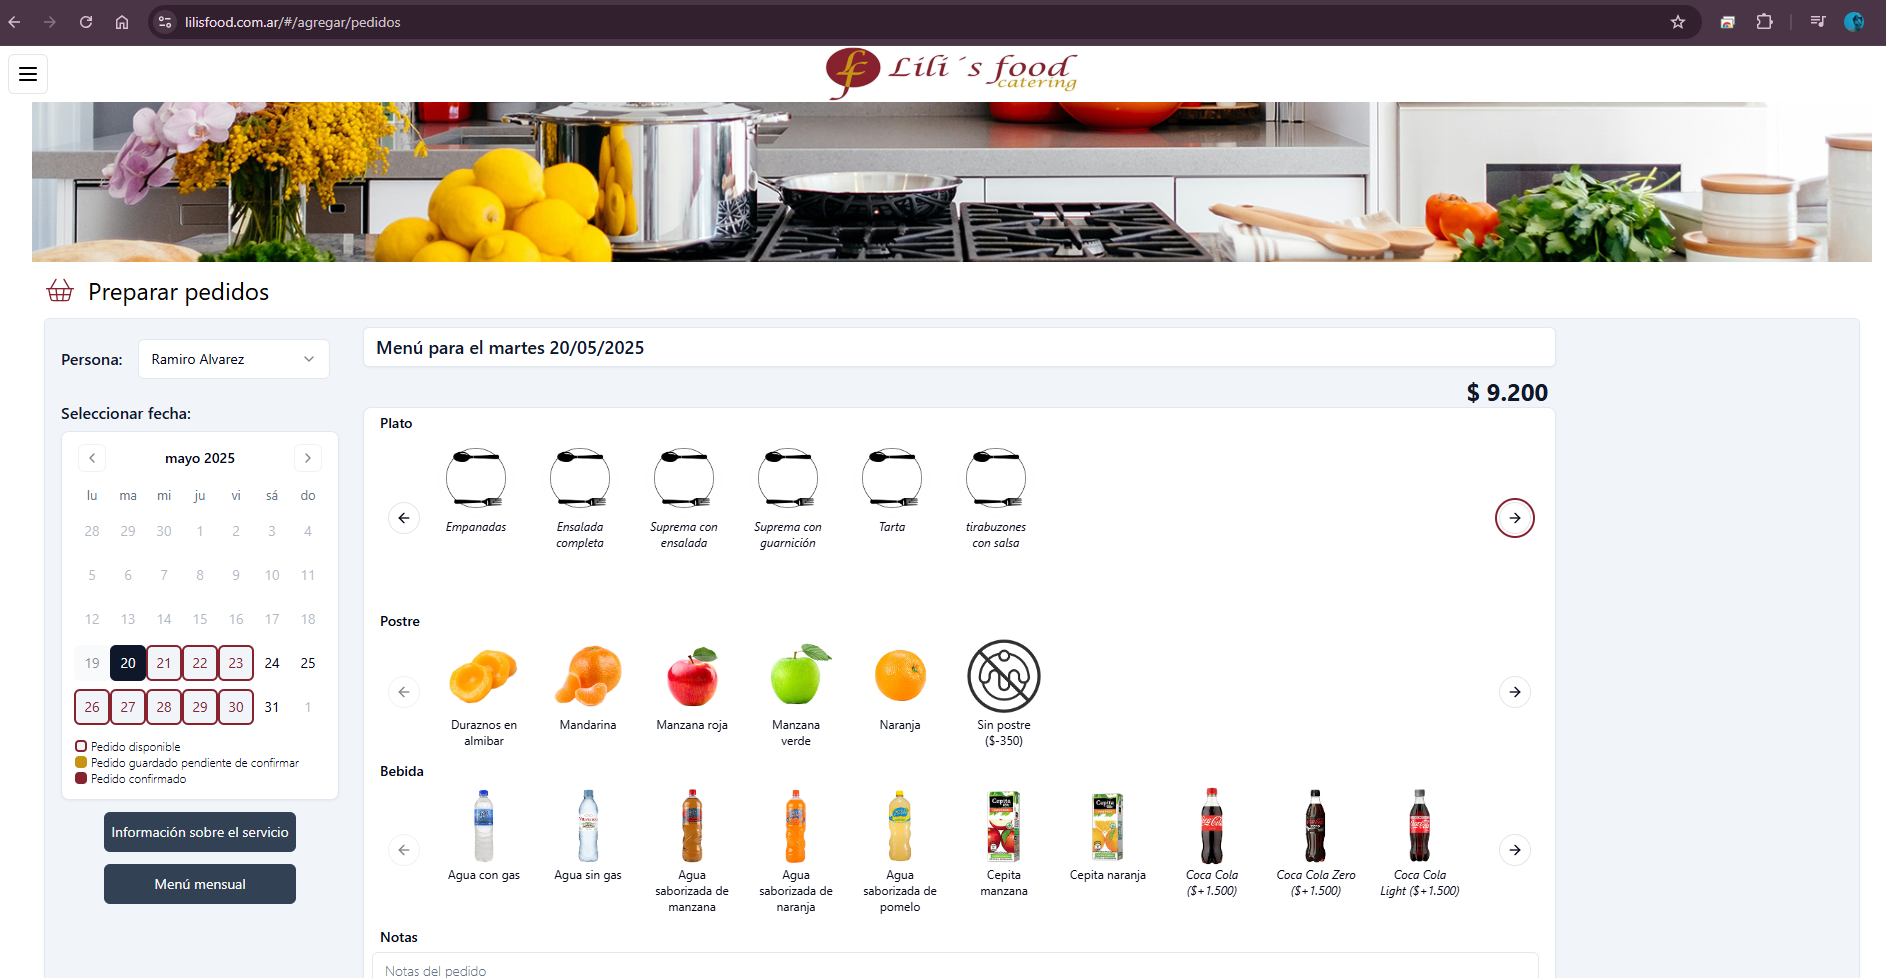 lilisfood.com.ar/#/agregar/pedidos
Lili´s food
catering
Preparar pedidos
Persona:
Ramiro Alvarez
Seleccionar fecha:
mayo 2025
lu ma mi ju vi sá do
28 29 30 1 2 3 4
5 6 7 8 9 10 11
12 13 14 15 16 17 18
19 20 21 22 23 24 25
26 27 28 29 30 31 1
Pedido disponible
Pedido guardado pendiente de confirmar
Pedido confirmado
Información sobre el servicio
Menú mensual
Menú para el martes 20/05/2025
$ 9.200
Plato
Empanadas
Ensalada
completa
Suprema con
ensalada
Suprema con
guarnición
Tarta
tirabuzones
con salsa
Postre
Duraznos en
almibar
Mandarina
Manzana roja
Manzana
verde
Naranja
Sin postre
($-350)
Bebida
Agua con gas
Agua sin gas
Agua
saborizada de
manzana
Agua
saborizada de
naranja
Agua
saborizada de
pomelo
Cepita
manzana
Cepita naranja
Coca Cola
($+1.500)
Coca Cola Zero
($+1.500)
Coca Cola
Light ($+1.500)
Notas
Notas del pedido